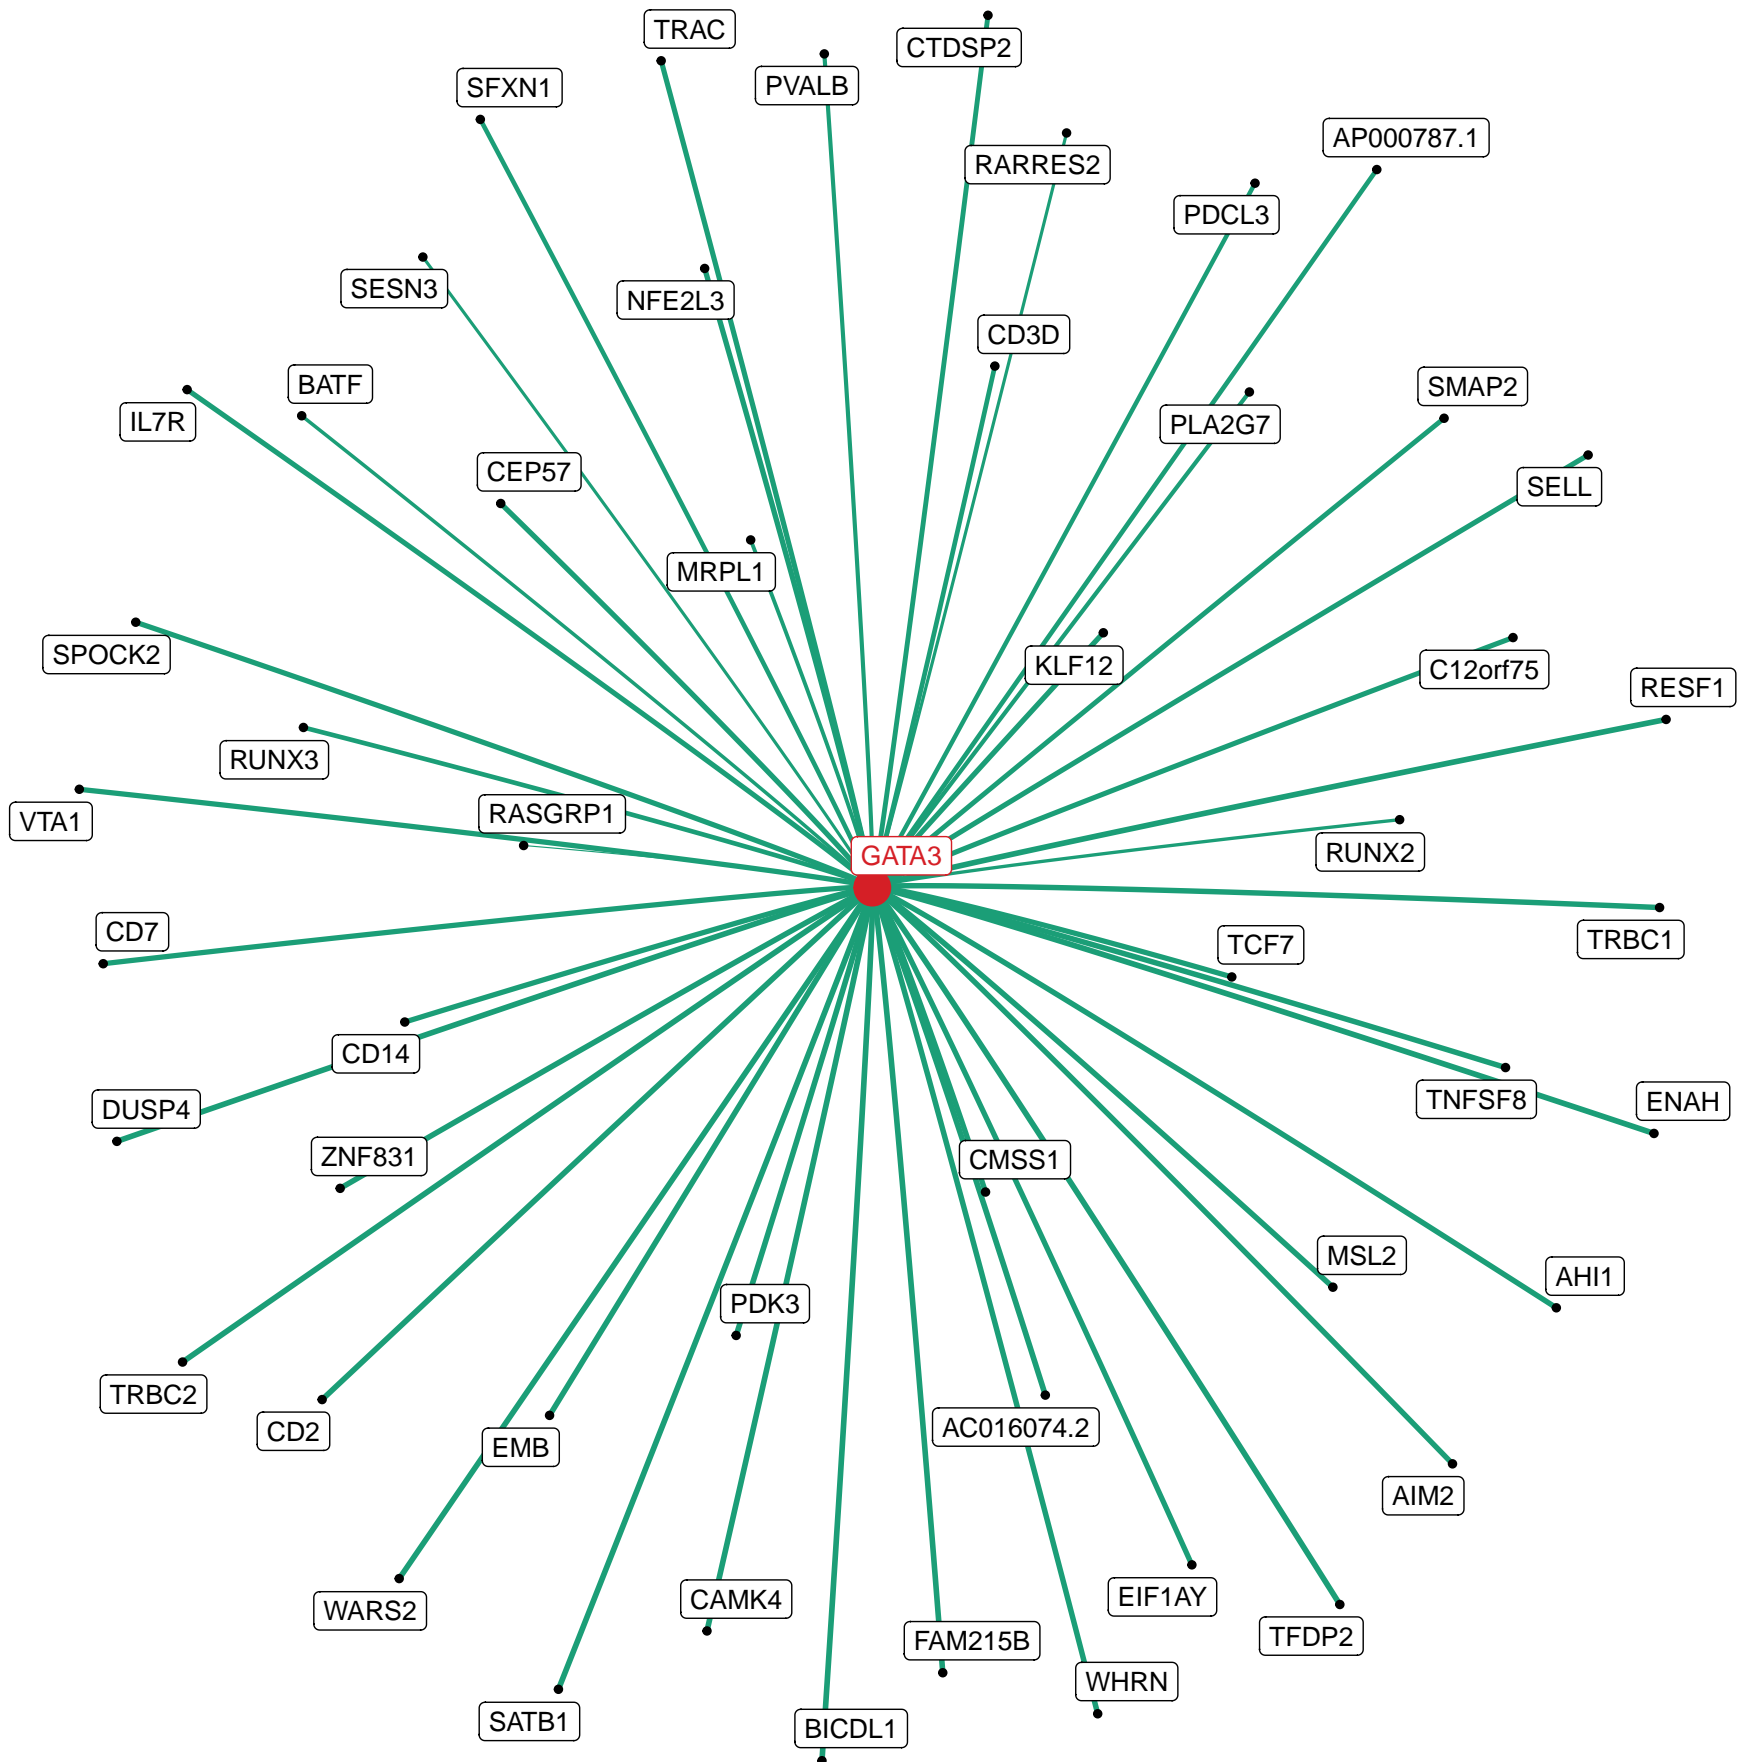 TRAC
CTDSP2
PVALB
SFXN1
AP000787.1
RARRES2
PDCL3
SESN3
NFE2L3
CD3D
BATF
SMAP2
IL7R
PLA2G7
CEP57
SELL
MRPL1
SPOCK2
KLF12
C12orf75
RESF1
RUNX3
RASGRP1
VTA1
GATA3
RUNX2
CD7
TCF7
TRBC1
CD14
TNFSF8
ENAH
DUSP4
ZNF831
CMSS1
MSL2
AHI1
PDK3
TRBC2
CD2
AC016074.2
EMB
AIM2
EIF1AY
CAMK4
WARS2
TFDP2
FAM215B
WHRN
SATB1
BICDL1